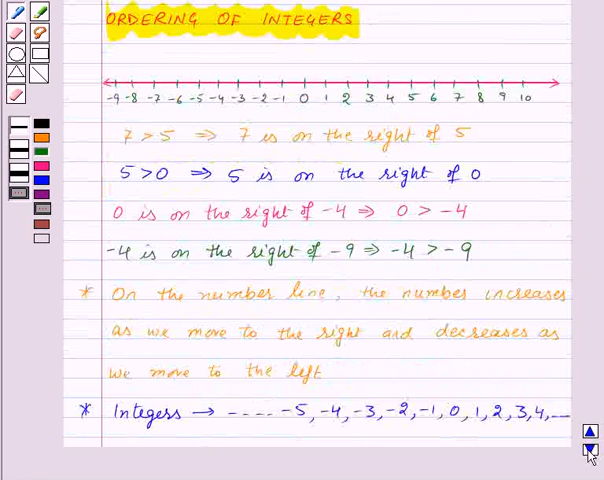 ORDERING OF INTEGERS
-9 -8 -7 -6 -5 -4 -3 -2 -1 0 1 2 3 4 5 6 7 8 9 10
7 > 5 ⇒ 7 is on the right of 5
5 > 0 ⇒ 5 is on the right of 0
0 is on the right of -4 ⇒ 0 > -4
-4 is on the right of -9 ⇒ -4 > -9
* On the number line, the number increases
as we move to the right and decreases as
we move to the left
* Integers → ---- -5, -4, -3, -2, -1, 0, 1, 2, 3, 4, ---